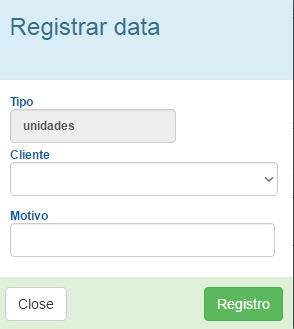 Registrar data
Tipo
unidades
Cliente
Motivo
Close
Registro